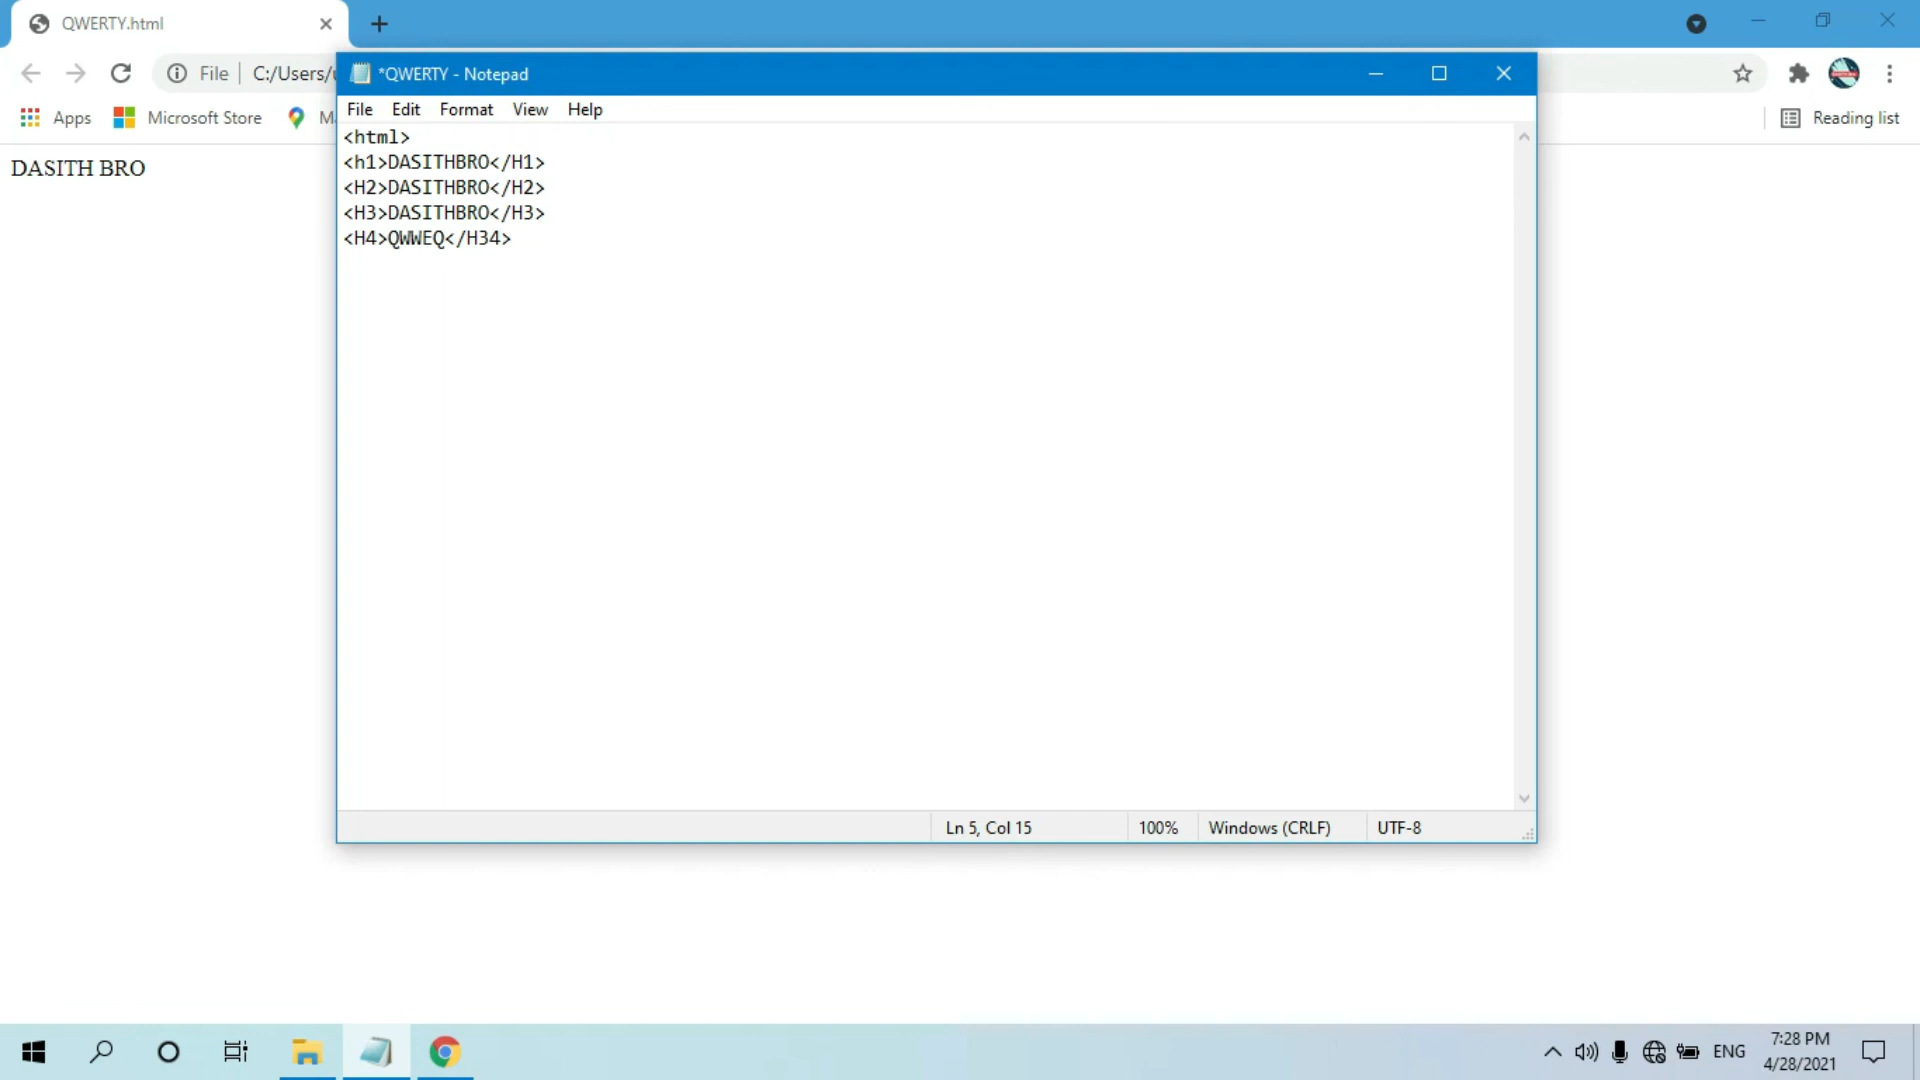 QWERTY.html
File
C:/Users/
*QWERTY - Notepad
Apps
Microsoft Store
Reading list
File Edit Format View Help
DASITH BRO
<html>
<h1>DASITHBRO</H1>
<H2>DASITHBRO</H2>
<H3>DASITHBRO</H3>
<H4>QWWEQ</H34>
Ln 5, Col 15
100%
Windows (CRLF)
UTF-8
ENG
7:28 PM
4/28/2021